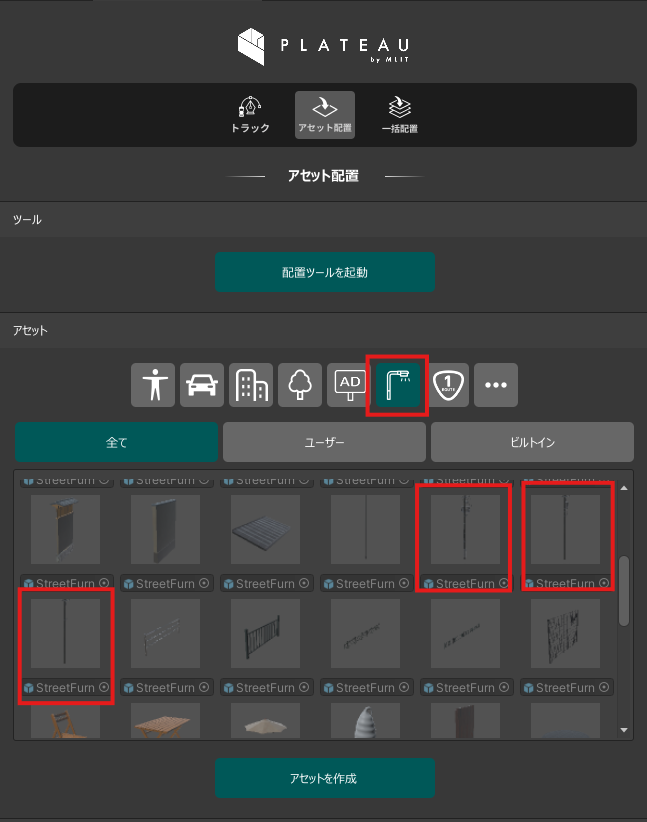 PLATEAU
by MLIT
トラック アセット配置 一括配置
アセット配置
ツール
配置ツールを起動
アセット
AD 1
ROUTE
全て ユーザー ビルトイン
StreetFurn StreetFurn StreetFurn StreetFurn StreetFurn StreetFurn
StreetFurn StreetFurn StreetFurn StreetFurn StreetFurn StreetFurn
StreetFurn StreetFurn StreetFurn StreetFurn StreetFurn StreetFurn
アセットを作成